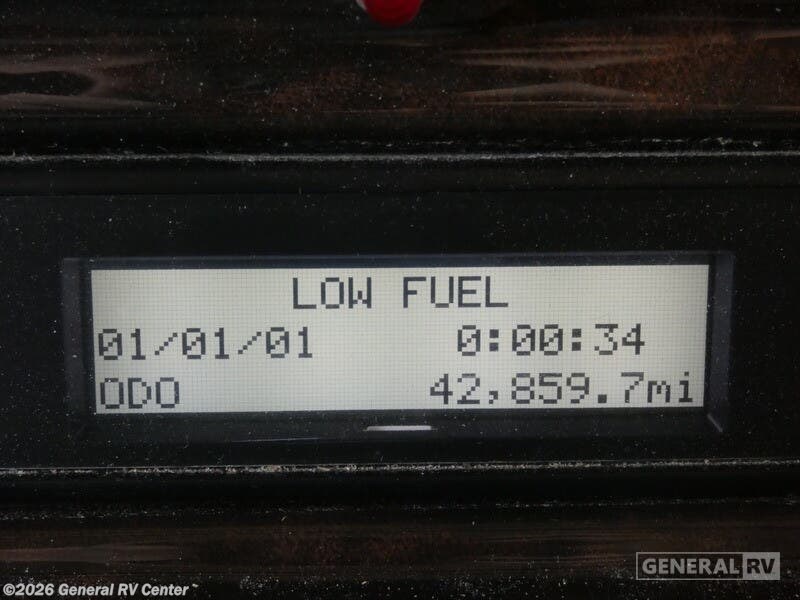 LOW FUEL
01/01/01 0:00:34
ODO 42,859.7mi
GENERAL RV
©2026 General RV Center